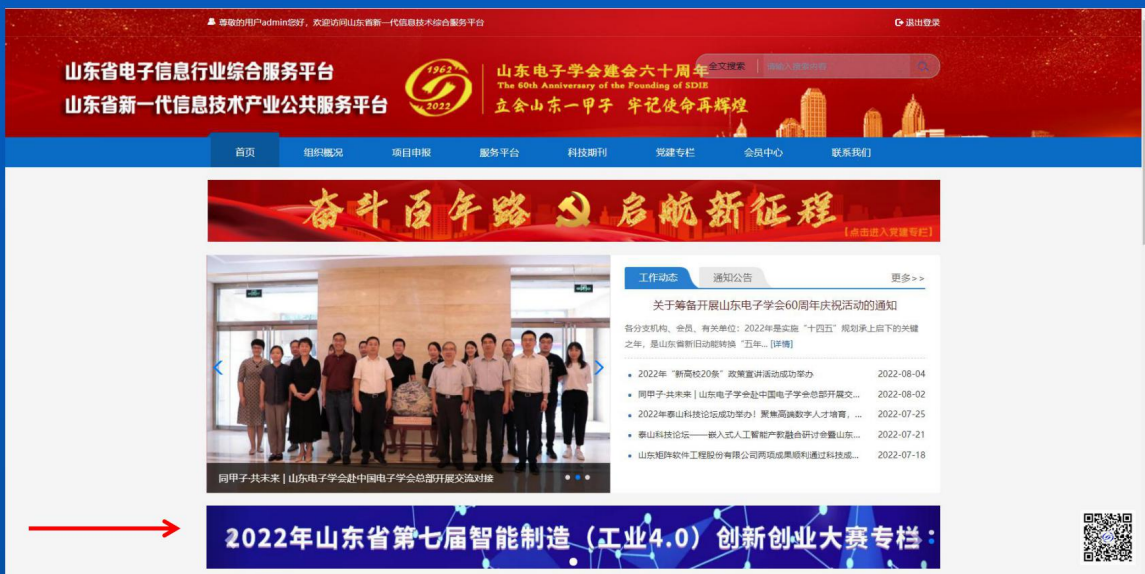 尊敬的用户admin您好，欢迎访问山东省新一代信息技术综合服务平台
退出登录
山东省电子信息行业综合服务平台
山东省新一代信息技术产业公共服务平台
1962
2022
山东电子学会建会六十周年
The 60th Anniversary of the Founding of SDIE
立会山东一甲子 牢记使命再辉煌
全文搜索
请输入搜索内容
首页 组织概况 项目申报 服务平台 科技期刊 党建专栏 会员中心 联系我们
奋斗百年路 启航新征程
【点击进入党建专栏】
工作动态 通知公告 更多>>
关于筹备开展山东电子学会60周年庆祝活动的通知
各分支机构、会员、有关单位：2022年是实施“十四五”规划承上启下的关键
之年，是山东省新旧动能转换“五年... [详情]
2022年“新高校20条”政策宣讲活动成功举办 2022-08-04
同甲子·共未来 | 山东电子学会赴中国电子学会总部开展交... 2022-08-02
2022年泰山科技论坛成功举办！聚焦高端数字人才培育，... 2022-07-25
泰山科技论坛——嵌入式人工智能产教融合研讨会暨山东... 2022-07-21
山东矩阵软件工程股份有限公司两项成果顺利通过科技成... 2022-07-18
同甲子·共未来 | 山东电子学会赴中国电子学会总部开展交流对接
2022年山东省第七届智能制造（工业4.0）创新创业大赛专栏